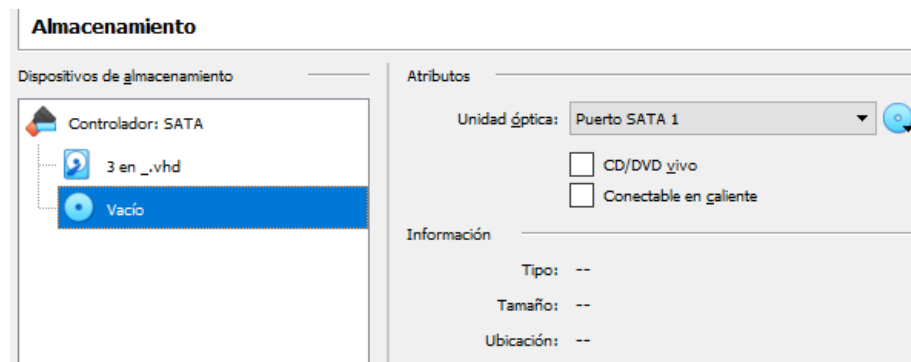 Almacenamiento
Dispositivos de almacenamiento
Controlador: SATA
3 en _.vhd
Vacío
Atributos
Unidad óptica: Puerto SATA 1
CD/DVD vivo
Conectable en caliente
Información
Tipo: --
Tamaño: --
Ubicación: --